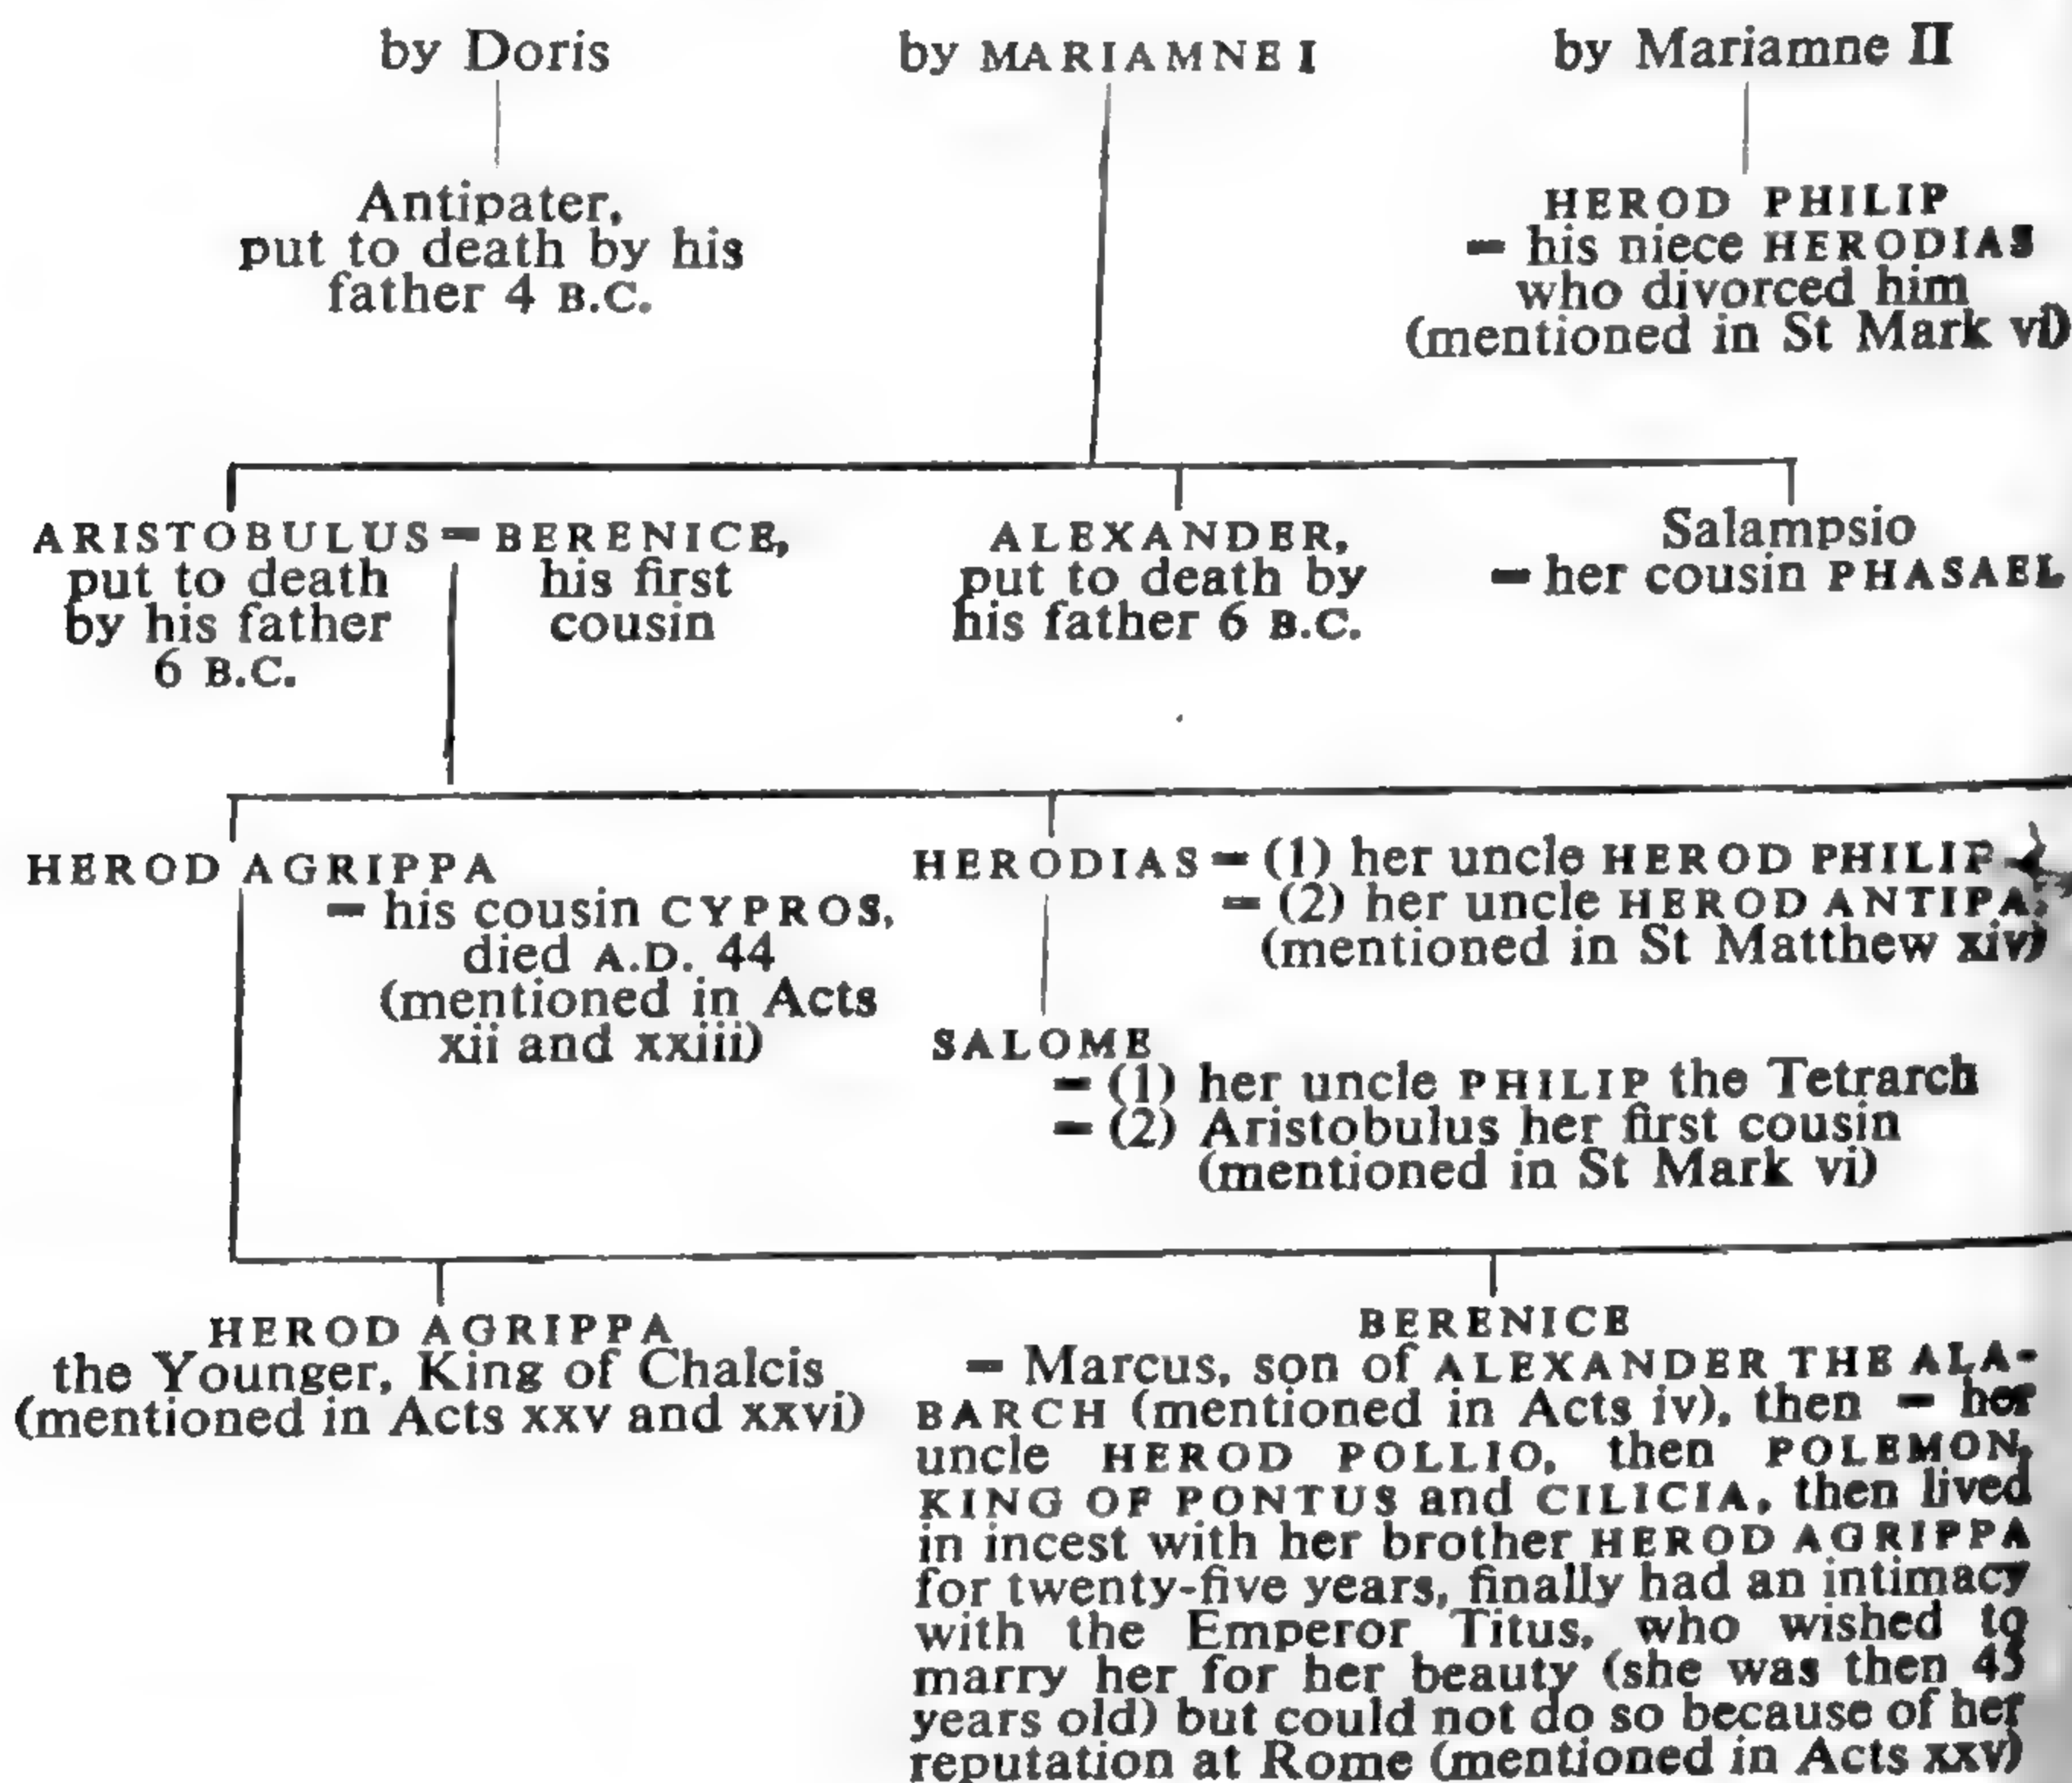 by Doris
by MARIAMNE I
by Mariamne II
Antipater,
put to death by his
father 4 B.C.
HEROD PHILIP
= his niece HERODIAS
who divorced him
(mentioned in St Mark vi)
ARISTOBULUS = BERENICE,
put to death his first
by his father cousin
6 B.C.
ALEXANDER,
put to death by
his father 6 B.C.
Salampsio
= her cousin PHASAEL
HEROD AGRIPPA
= his cousin CYPROS,
died A.D. 44
(mentioned in Acts
xii and xxiii)
HERODIAS = (1) her uncle HEROD PHILIP
= (2) her uncle HEROD ANTIPA
(mentioned in St Matthew xiv)
SALOME
= (1) her uncle PHILIP the Tetrarch
= (2) Aristobulus her first cousin
(mentioned in St Mark vi)
HEROD AGRIPPA
the Younger, King of Chalcis
(mentioned in Acts xxv and xxvi)
BERENICE
= Marcus, son of ALEXANDER THE ALA-
BARCH (mentioned in Acts iv), then = her
uncle HEROD POLLIO, then POLEMON,
KING OF PONTUS and CILICIA, then lived
in incest with her brother HEROD AGRIPPA
for twenty-five years, finally had an intimacy
with the Emperor Titus, who wished to
marry her for her beauty (she was then 45
years old) but could not do so because of her
reputation at Rome (mentioned in Acts xxv)